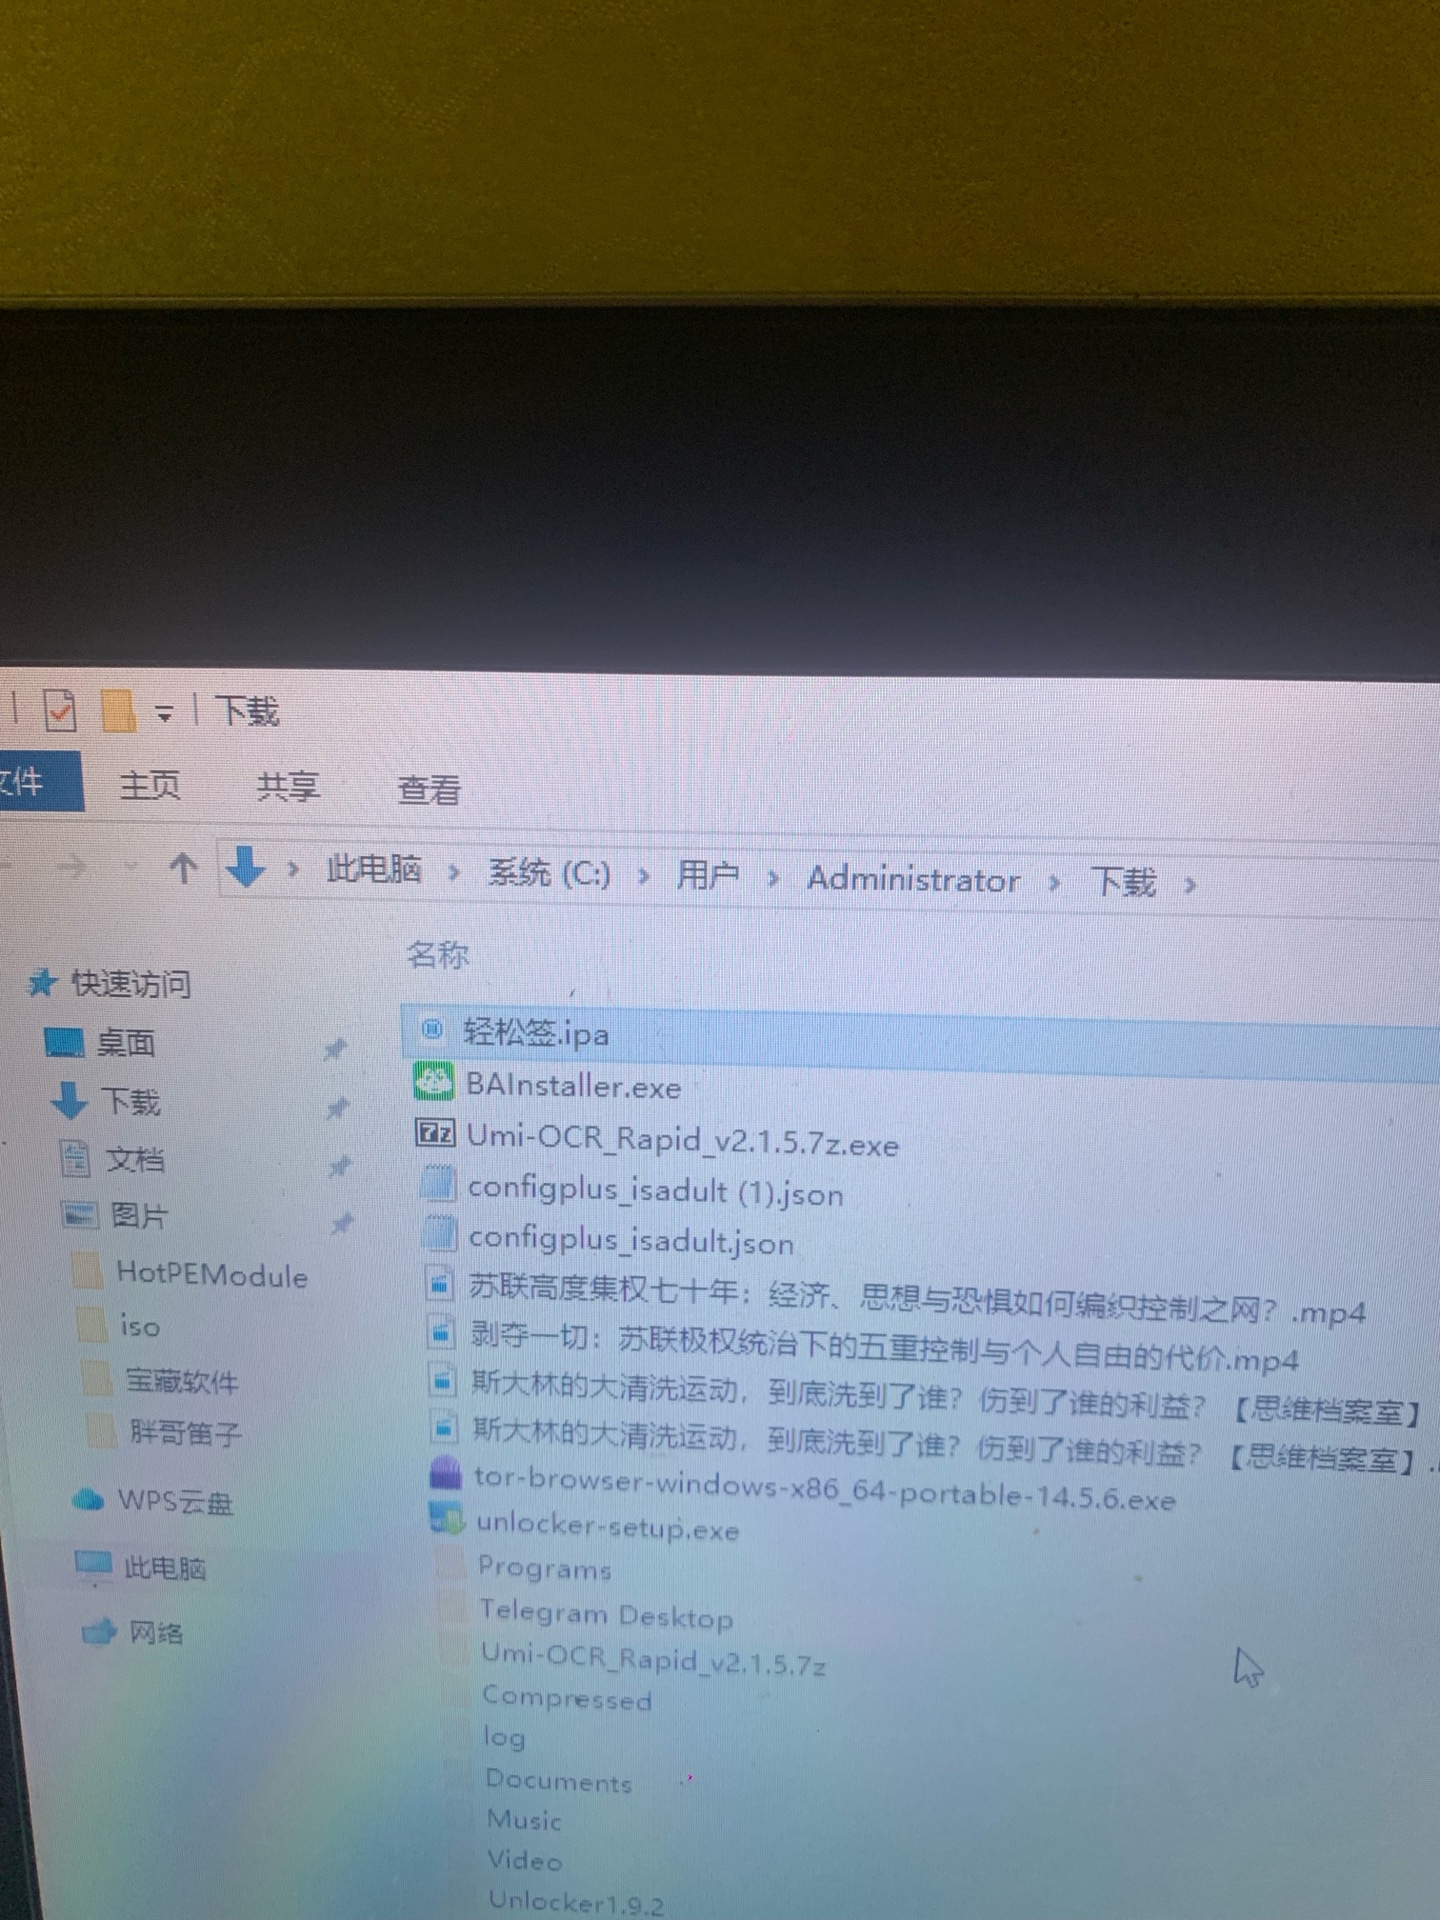 下载
文件 主页 共享 查看
此电脑 › 系统 (C:) › 用户 › Administrator › 下载 ›
名称
快速访问
桌面
下载
文档
图片
HotPEModule
iso
宝藏软件
胖哥笛子
WPS云盘
此电脑
网络
轻松签.ipa
BAInstaller.exe
Umi-OCR_Rapid_v2.1.5.7z.exe
configplus_isadult (1).json
configplus_isadult.json
苏联高度集权七十年：经济、思想与恐惧如何编织控制之网？.mp4
剥夺一切：苏联极权统治下的五重控制与个人自由的代价.mp4
斯大林的大清洗运动，到底洗到了谁？伤到了谁的利益？【思维档案室】
斯大林的大清洗运动，到底洗到了谁？伤到了谁的利益？【思维档案室】.
tor-browser-windows-x86_64-portable-14.5.6.exe
unlocker-setup.exe
Programs
Telegram Desktop
Umi-OCR_Rapid_v2.1.5.7z
Compressed
log
Documents
Music
Video
Unlocker1.9.2